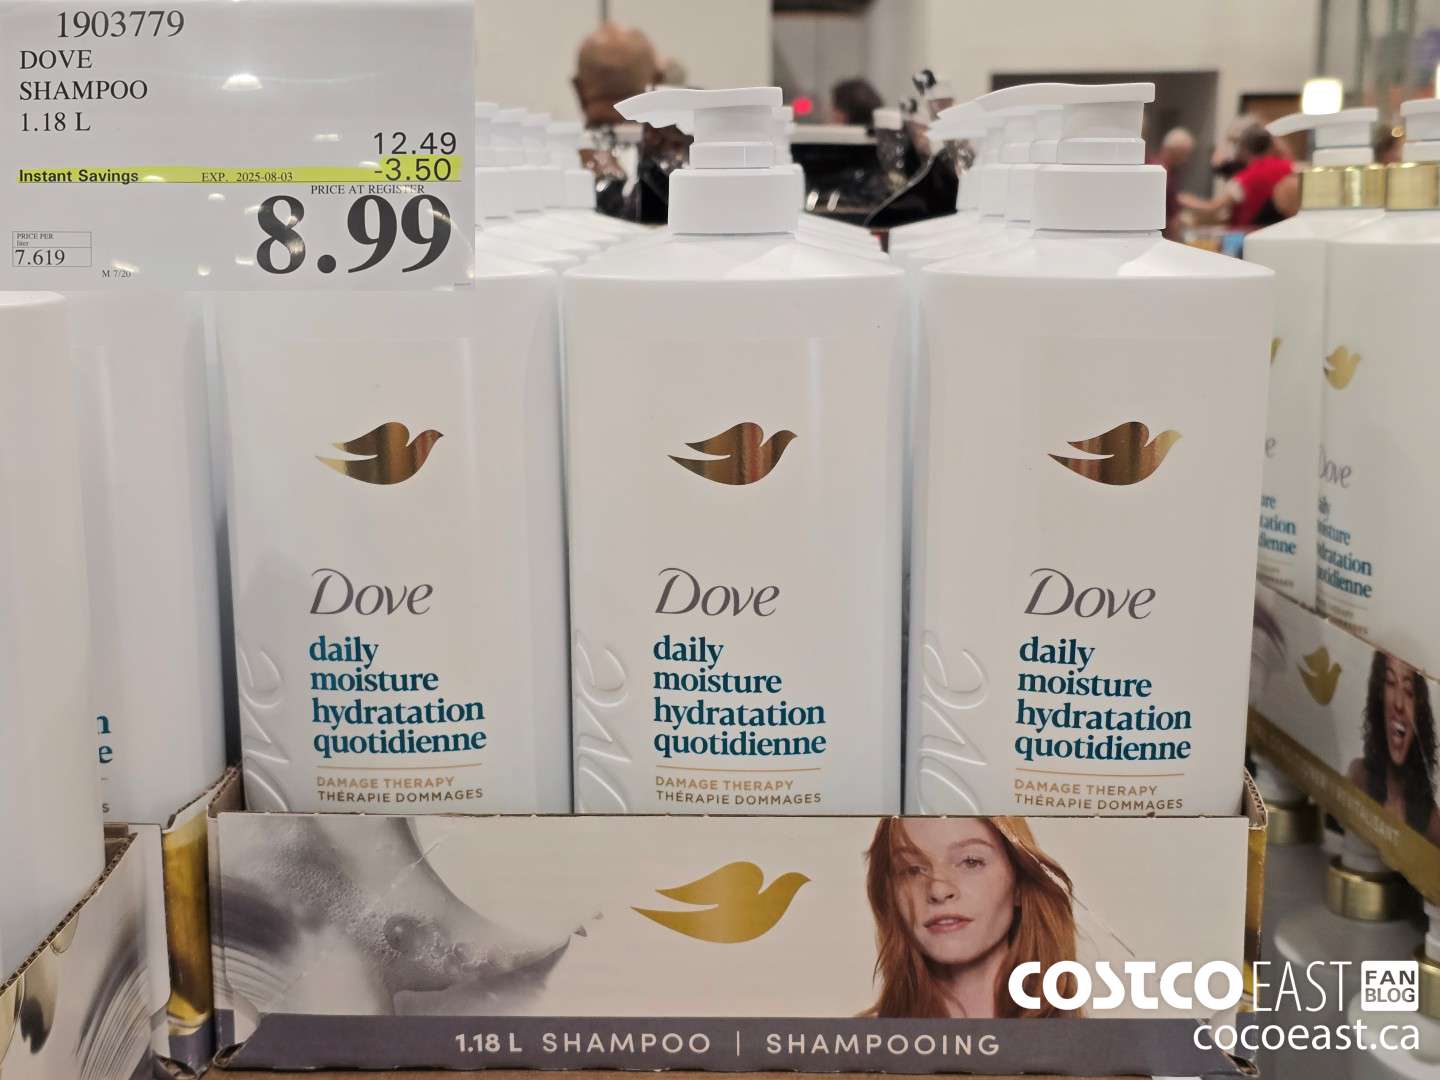 1903779
DOVE
SHAMPOO
1.18 L
12.49
Instant Savings EXP. 2025-08-03 -3.50
PRICE AT REGISTER
8.99
PRICE PER
liter
7.619
M 7/20
Dove
daily
moisture
hydratation
quotidienne
DAMAGE THERAPY
THÉRAPIE DOMMAGES
Dove
daily
moisture
hydratation
quotidienne
DAMAGE THERAPY
THÉRAPIE DOMMAGES
Dove
daily
moisture
hydratation
quotidienne
DAMAGE THERAPY
THÉRAPIE DOMMAGES
Dove
1.18 L SHAMPOO | SHAMPOOING
COSTCO EAST FAN BLOG
cocoeast.ca